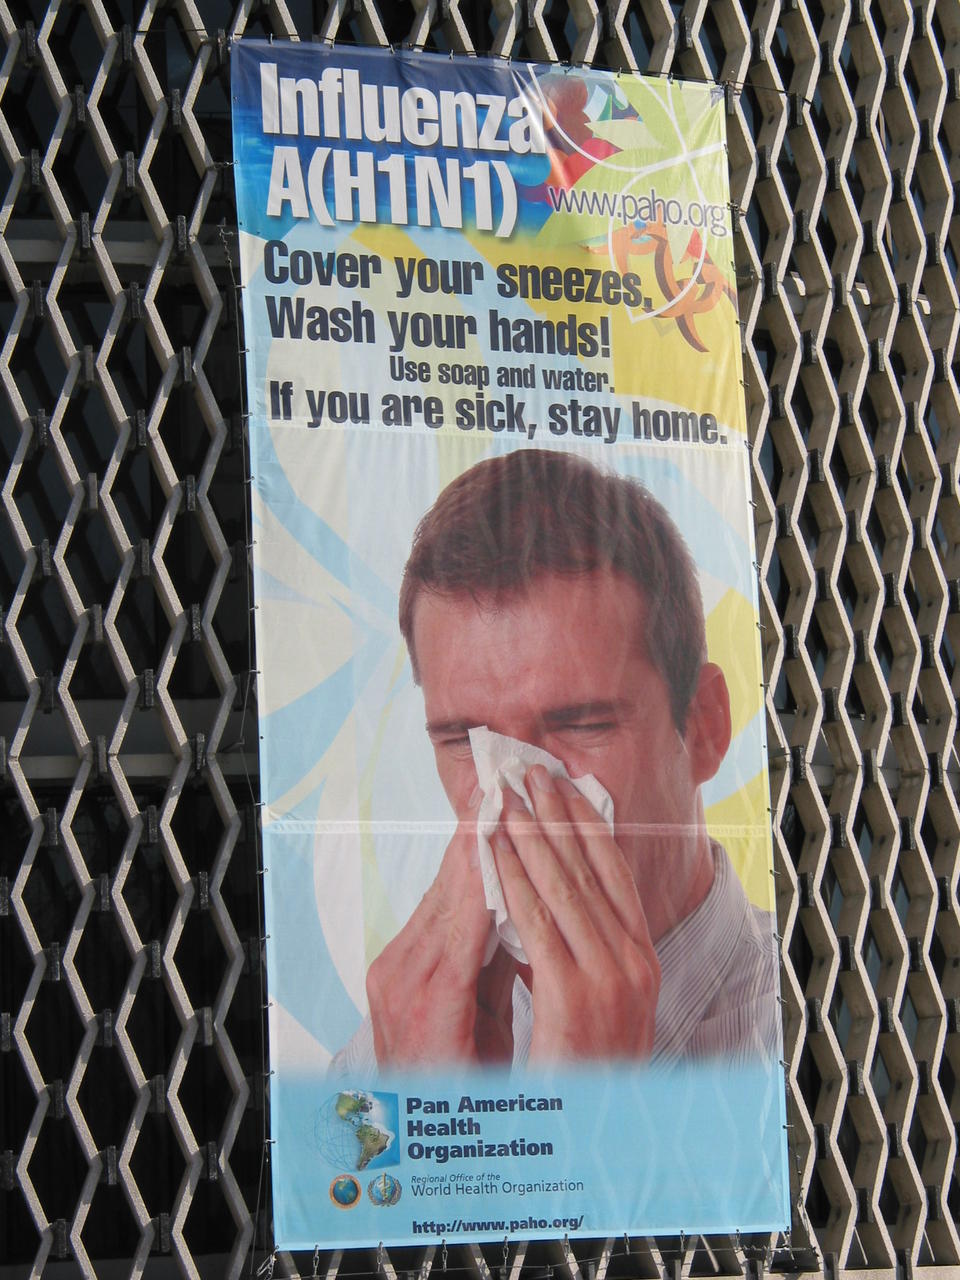 Influenza
A(H1N1)
www.paho.org
Cover your sneezes.
Wash your hands!
Use soap and water.
If you are sick, stay home.
Pan American
Health
Organization
Regional Office of the
World Health Organization
http://www.paho.org/